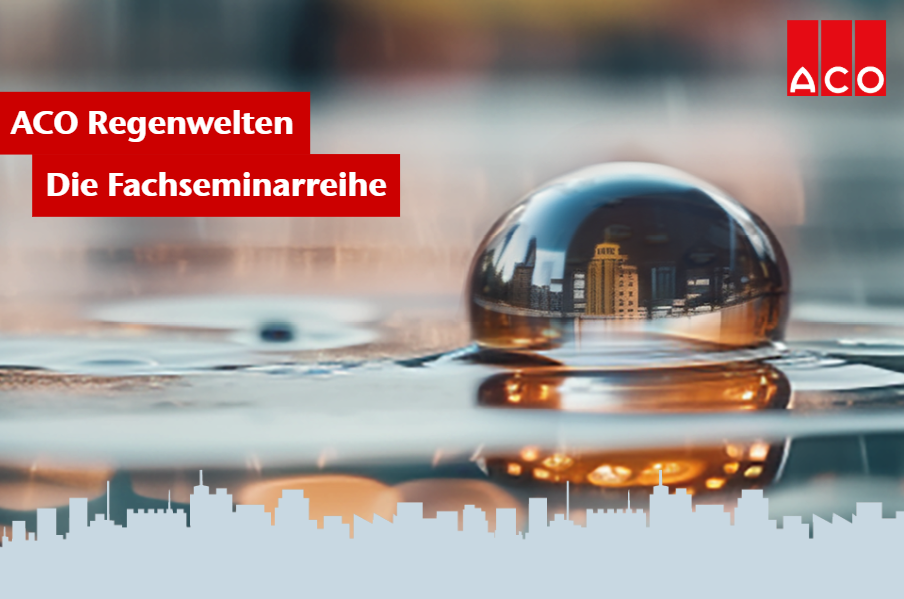 ACO
ACO Regenwelten
Die Fachseminarreihe